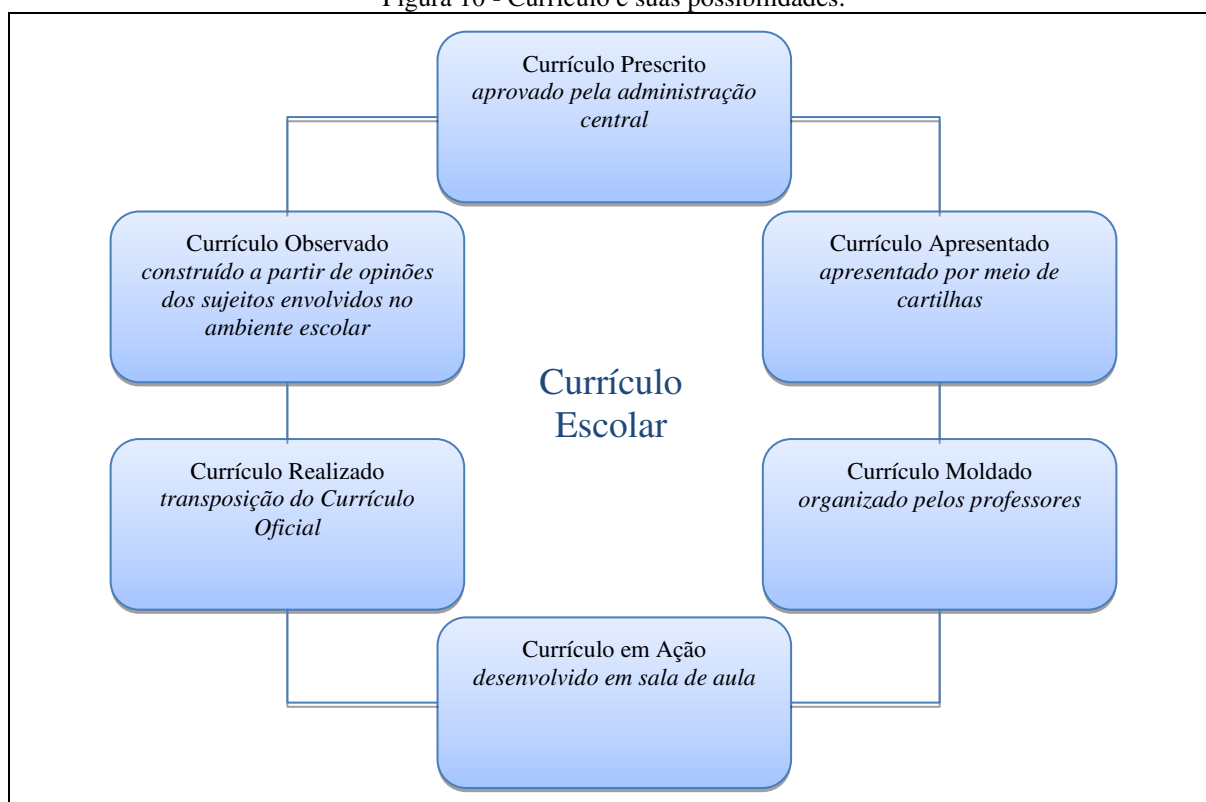 Figura 10 - Currículo e suas possibilidades.
Currículo Prescrito
aprovado pela administração
central
Currículo Observado
construído a partir de opinões
dos sujeitos envolvidos no
ambiente escolar
Currículo Apresentado
apresentado por meio de
cartilhas
Currículo
Escolar
Currículo Realizado
transposição do Currículo
Oficial
Currículo Moldado
organizado pelos professores
Currículo em Ação
desenvolvido em sala de aula